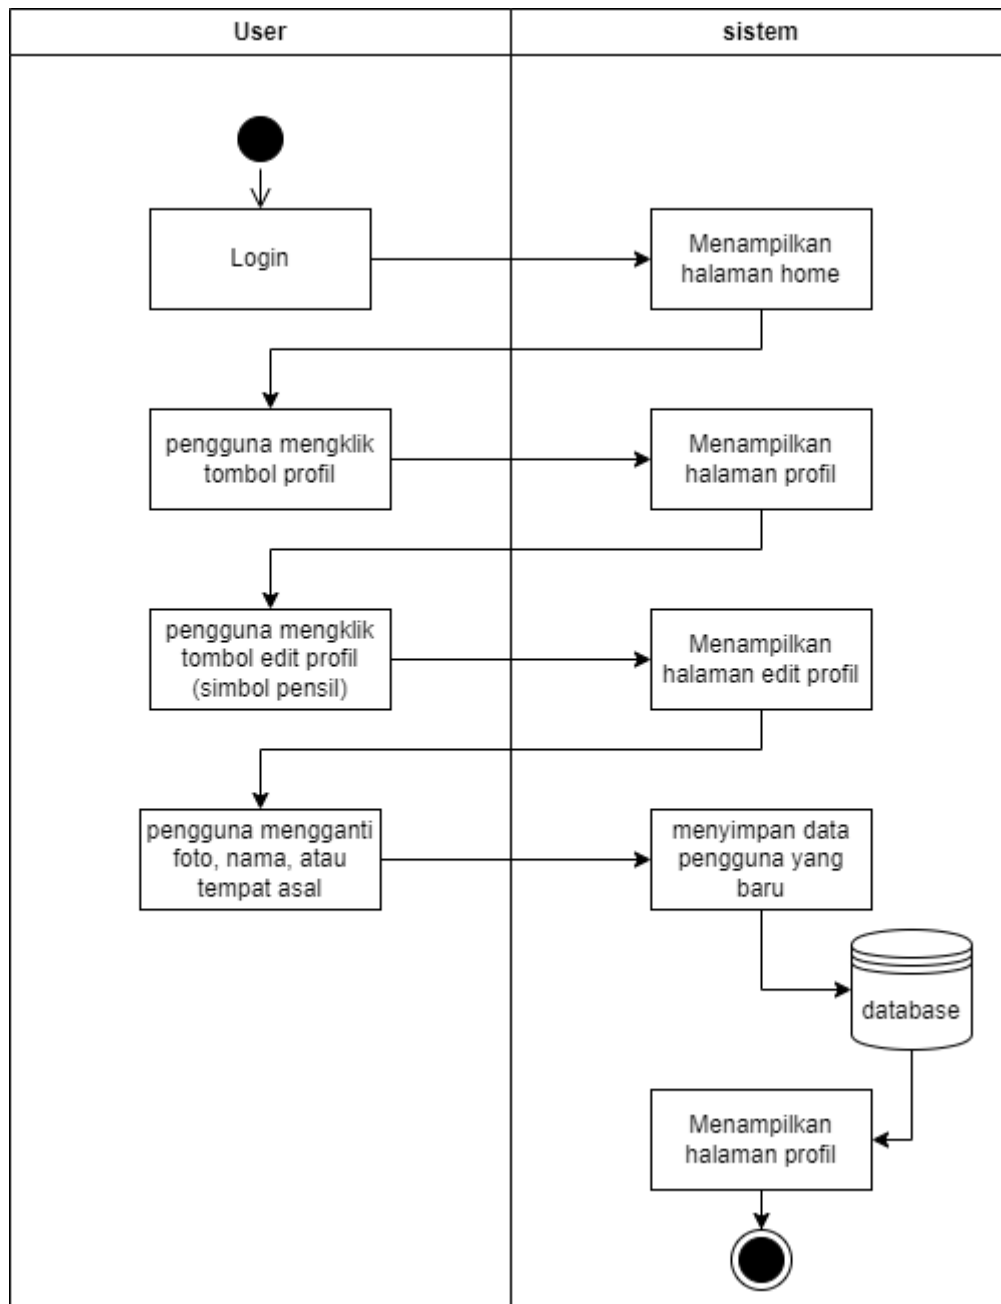 User
sistem
Login
Menampilkan
halaman home
pengguna mengklik
tombol profil
Menampilkan
halaman profil
pengguna mengklik
tombol edit profil
(simbol pensil)
Menampilkan
halaman edit profil
pengguna mengganti
foto, nama, atau
tempat asal
menyimpan data
pengguna yang
baru
database
Menampilkan
halaman profil